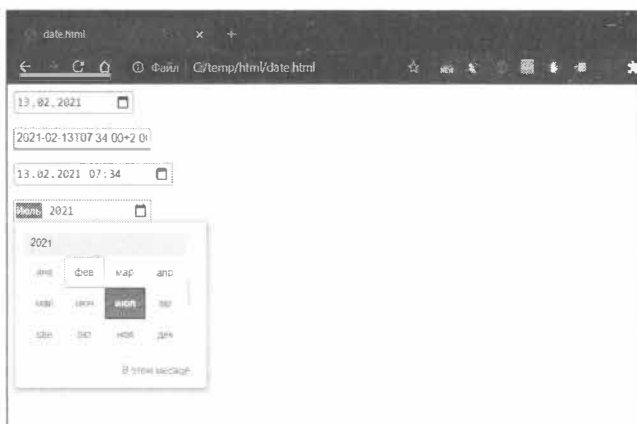 date.html
Файл C:/temp/html/date.html
13.02.2021
2021-02-13T07:34:00+2:0
13.02.2021 07:34
Июль 2021
2021
янв фев мар апр
май июн июл авг
сен окт ноя дек
В этом месяце